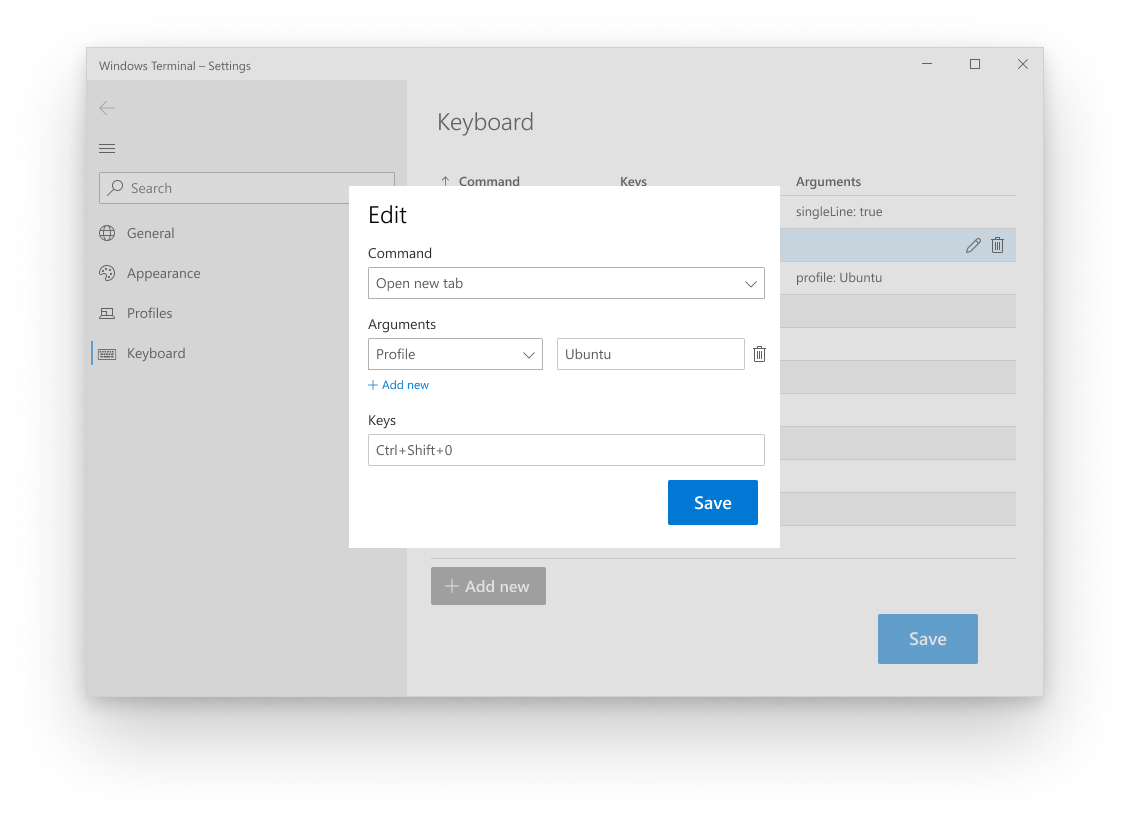 Windows Terminal – Settings
Search
General
Appearance
Profiles
Keyboard
Keyboard
Command Keys Arguments
singleLine: true
profile: Ubuntu
Edit
Command
Open new tab
Arguments
Profile Ubuntu
+ Add new
Keys
Ctrl+Shift+0
Save
+ Add new
Save